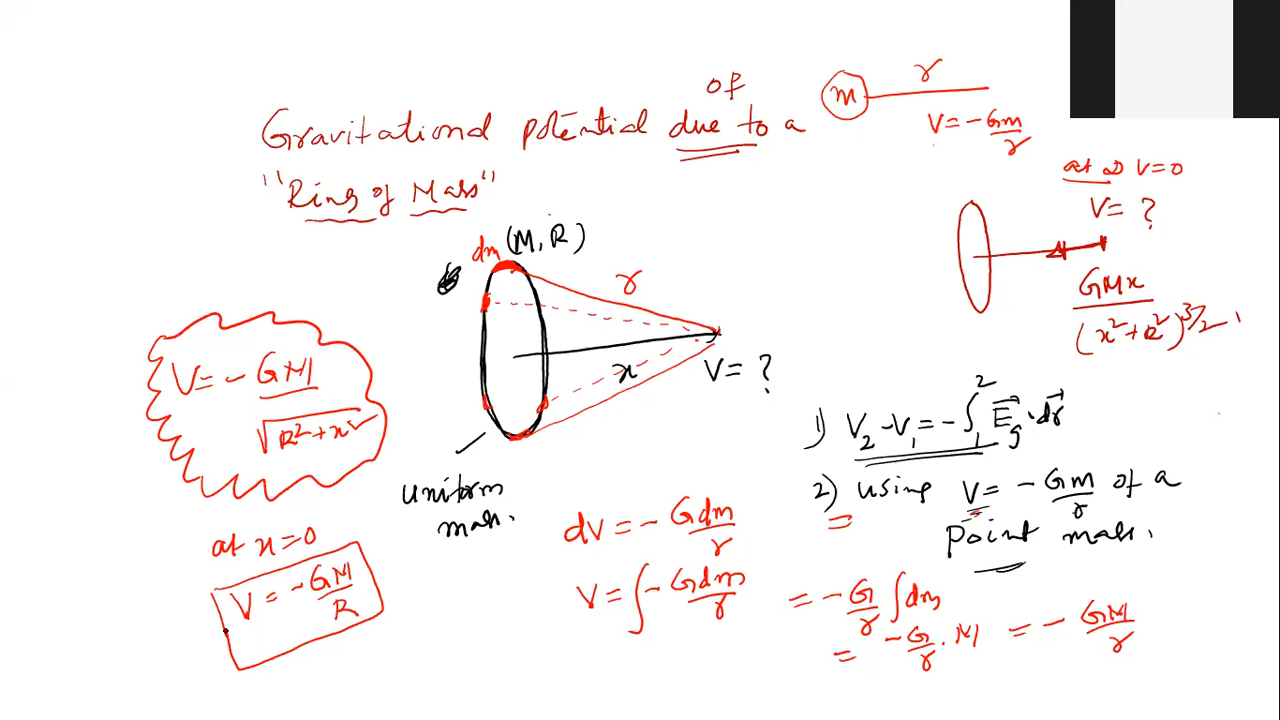 Gravitational potential due to a
of
"Ring of Mass"
m
r
V = -Gm/r
at ∞ V=0
V= ?
GMx/(x²+R²)^3/2
dm (M, R)
r
x
V= ?
uniform
mass.
V= - GM/√R²+x²
at x=0
V = -GM/R
1) V₂ -V₁ = -∫₁² E⃗g · dr⃗
2) using V= -Gm/r of a
point mass.
dV = - Gdm/r
V = ∫ -Gdm/r = -G/r ∫dm
= -G/r . M = - GM/r